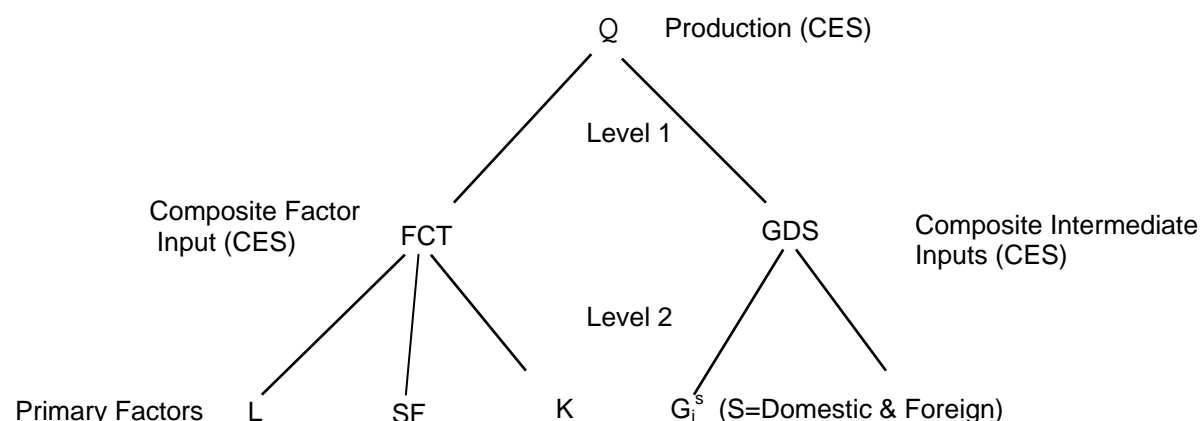 Q Production (CES)
Level 1
Composite Factor
Input (CES)
FCT
GDS
Composite Intermediate
Inputs (CES)
Level 2
Primary Factors L SF K G_i^s (S=Domestic & Foreign)